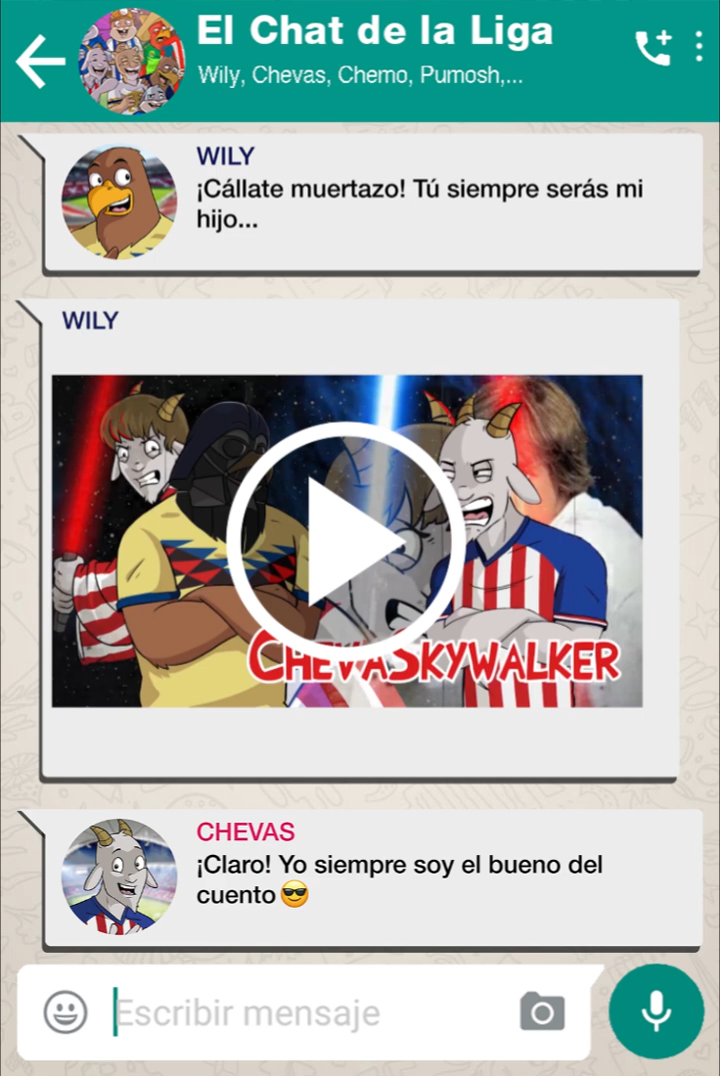 El Chat de la Liga
Wily, Chevas, Chemo, Pumosh,...
WILY
¡Cállate muertazo! Tú siempre serás mi
hijo...
WILY
CHEVASKYWALKER
CHEVAS
¡Claro! Yo siempre soy el bueno del
cuento😎
Escribir mensaje